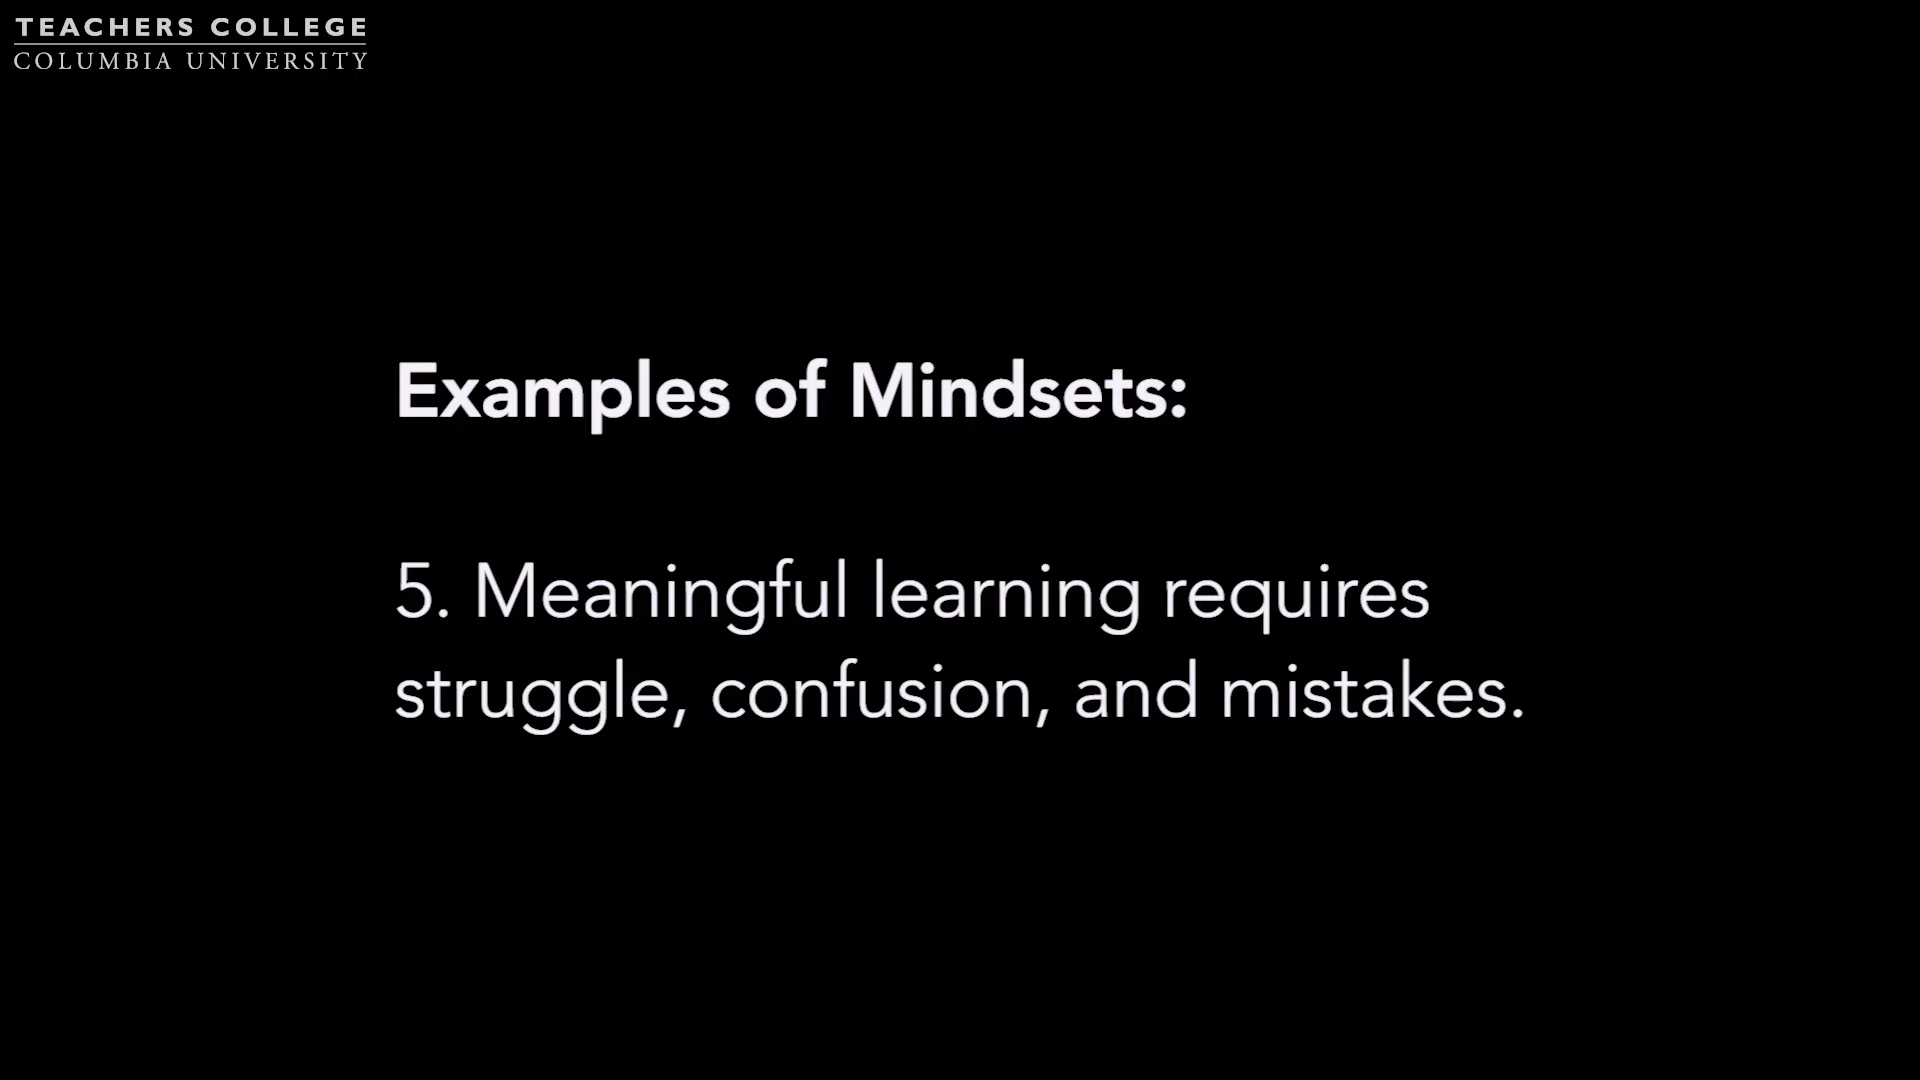 TEACHERS COLLEGE
COLUMBIA UNIVERSITY
Examples of Mindsets:
5. Meaningful learning requires
struggle, confusion, and mistakes.